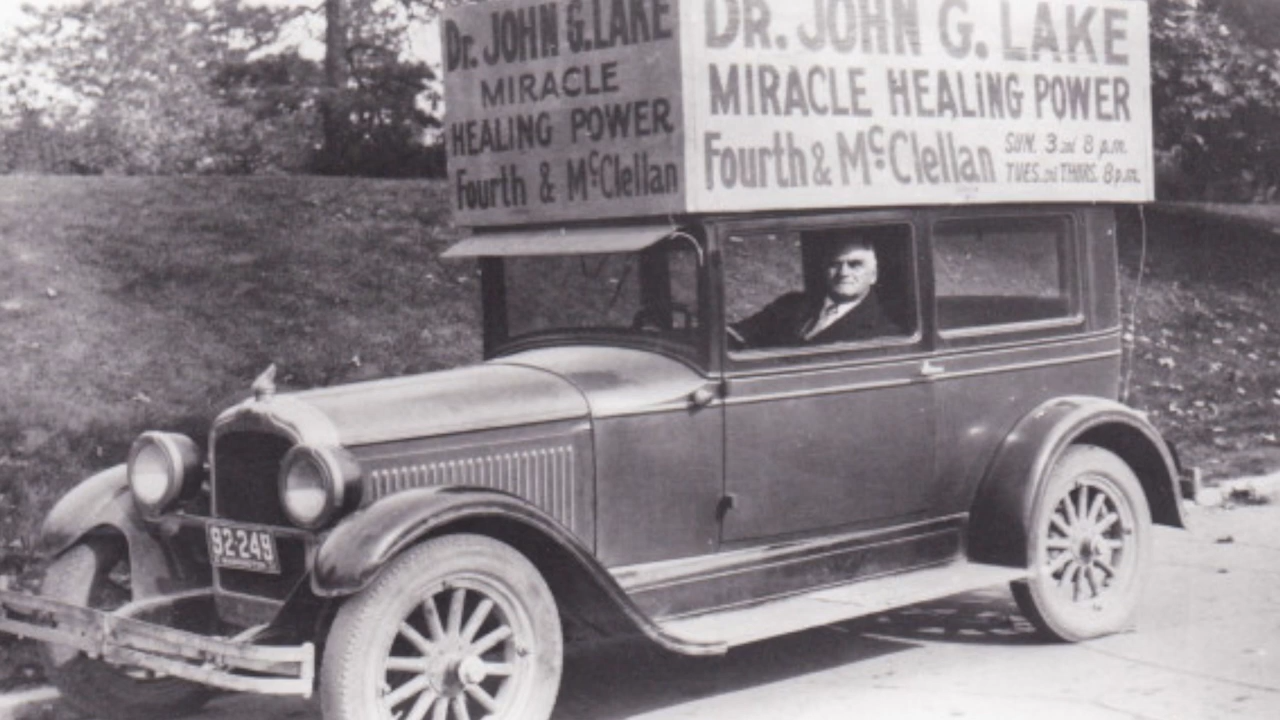 Dr. JOHN G. LAKE
MIRACLE
HEALING POWER
Fourth & McClellan
DR. JOHN G. LAKE
MIRACLE HEALING POWER
Fourth & McClellan
SUN. 3 and 8 p.m.
TUES. and THURS. 8 p.m.
92-249